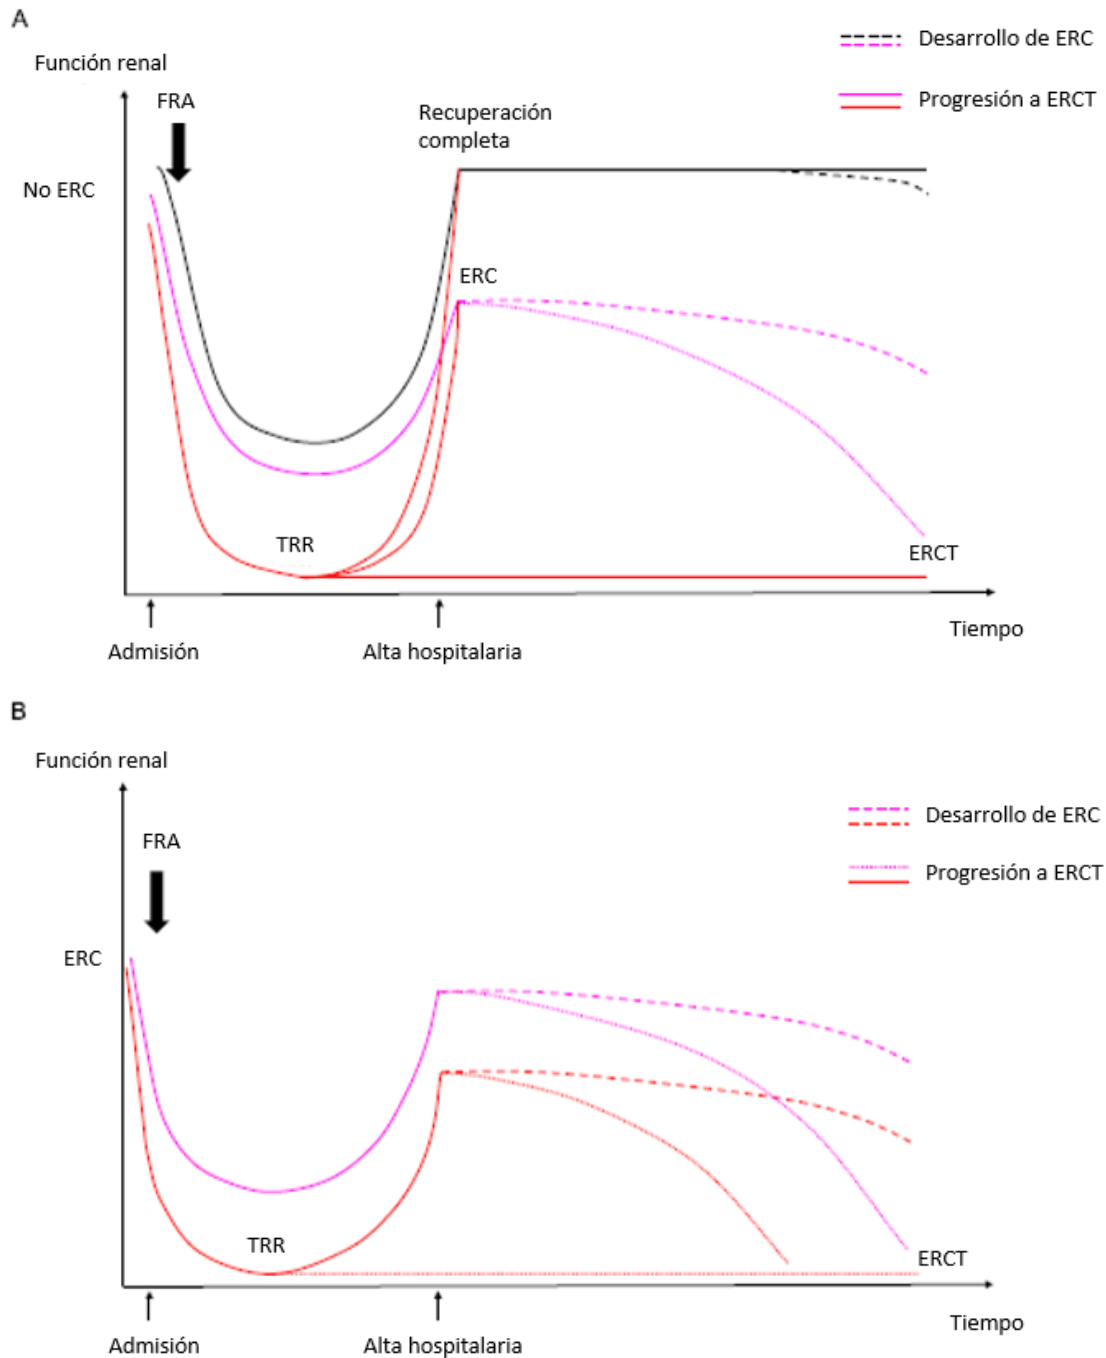 A
Desarrollo de ERC
Función renal
FRA
Progresión a ERCT
Recuperación
completa
No ERC
ERC
TRR
ERCT
Tiempo
Admisión
Alta hospitalaria
B
Función renal
Desarrollo de ERC
FRA
Progresión a ERCT
ERC
TRR
ERCT
Tiempo
Admisión
Alta hospitalaria